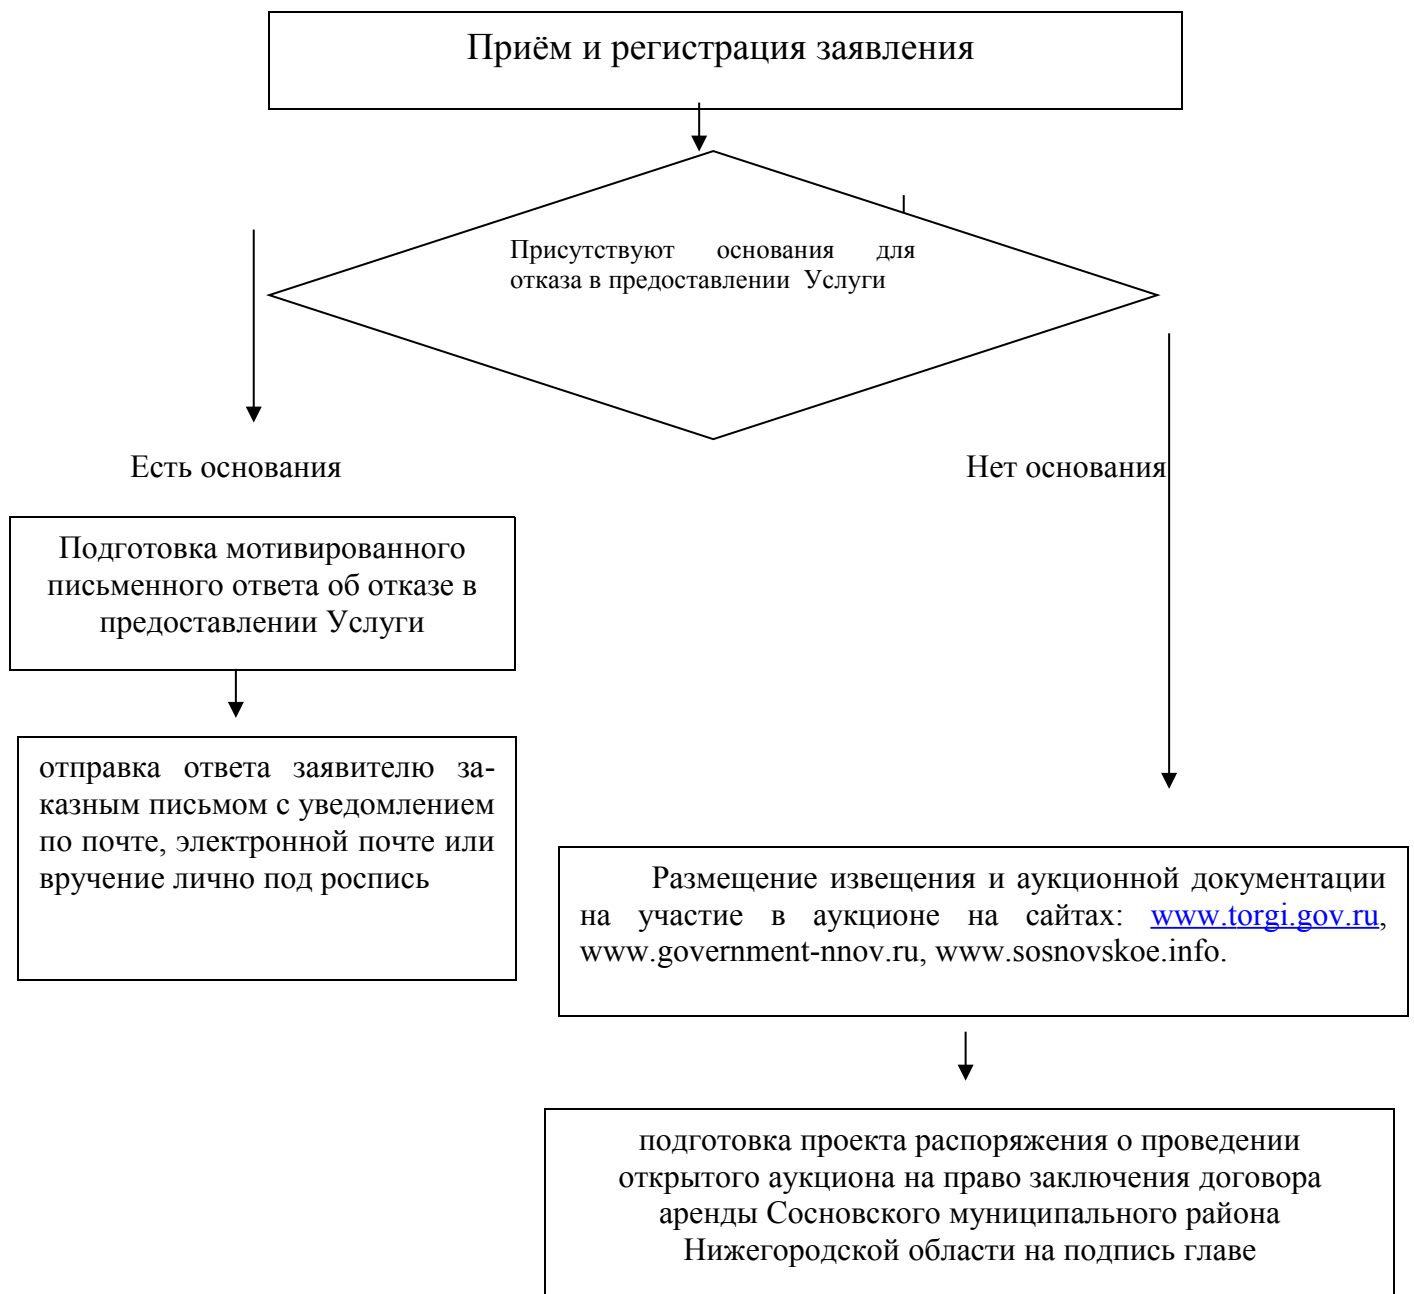 Приём и регистрация заявления
Присутствуют основания для
отказа в предоставлении Услуги
Есть основания
Нет основания
Подготовка мотивированного
письменного ответа об отказе в
предоставлении Услуги
отправка ответа заявителю за-
казным письмом с уведомлением
по почте, электронной почте или
вручение лично под роспись
Размещение извещения и аукционной документации
на участие в аукционе на сайтах: www.torgi.gov.ru,
www.government-nnov.ru, www.sosnovskoe.info.
подготовка проекта распоряжения о проведении
открытого аукциона на право заключения договора
аренды Сосновского муниципального района
Нижегородской области на подпись главе